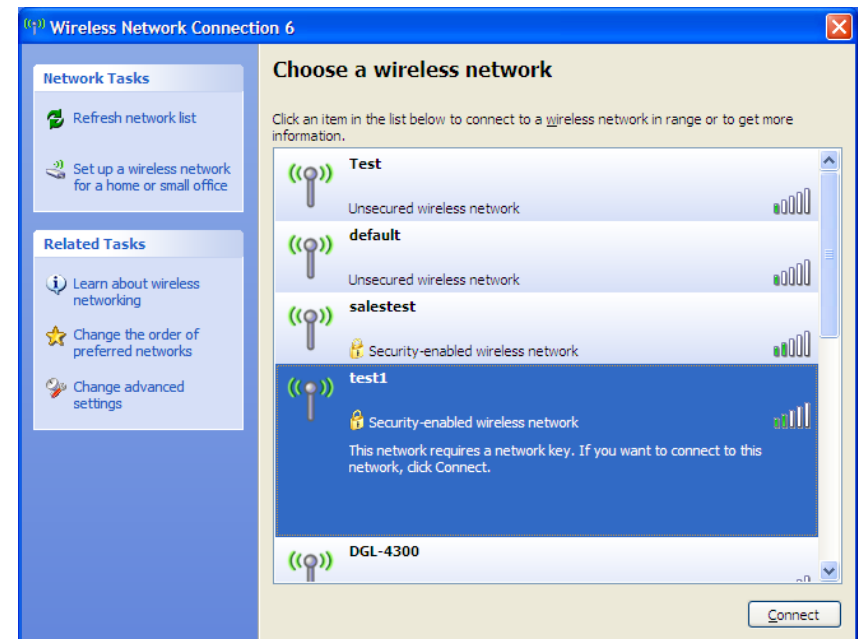 Wireless Network Connection 6
Network Tasks
Refresh network list
Set up a wireless network
for a home or small office
Related Tasks
Learn about wireless
networking
Change the order of
preferred networks
Change advanced
settings
Choose a wireless network
Click an item in the list below to connect to a wireless network in range or to get more
information.
Test
Unsecured wireless network
default
Unsecured wireless network
salestest
Security-enabled wireless network
test1
Security-enabled wireless network
This network requires a network key. If you want to connect to this
network, click Connect.
DGL-4300
Connect